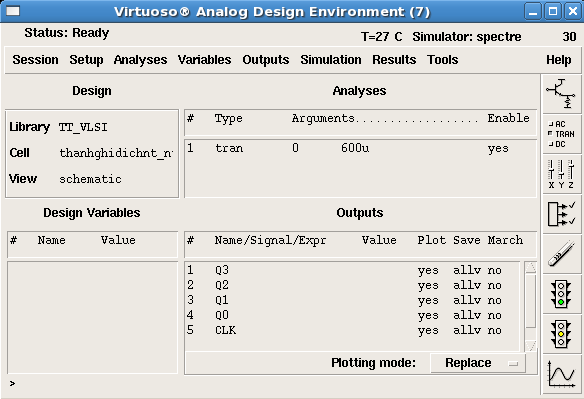 Virtuoso® Analog Design Environment (7)
Status: Ready T=27 C Simulator: spectre 30
Session Setup Analyses Variables Outputs Simulation Results Tools Help
Design
Library TT_VLSI
Cell thanhghidichnt_n
View schematic
Analyses
# Type Arguments.................. Enable
1 tran 0 600u yes
Design Variables
# Name Value
Outputs
# Name/Signal/Expr Value Plot Save March
1 Q3 yes allv no
2 Q2 yes allv no
3 Q1 yes allv no
4 Q0 yes allv no
5 CLK yes allv no
Plotting mode: Replace
>
AC
TRAN
DC
X Y Z